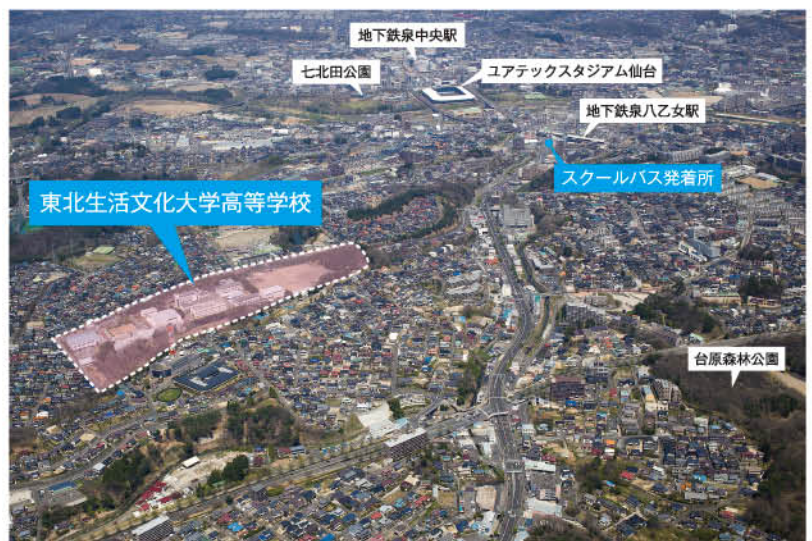 地下鉄泉中央駅
七北田公園
ユアテックスタジアム仙台
地下鉄泉八乙女駅
スクールバス発着所
東北生活文化大学高等学校
台原森林公園